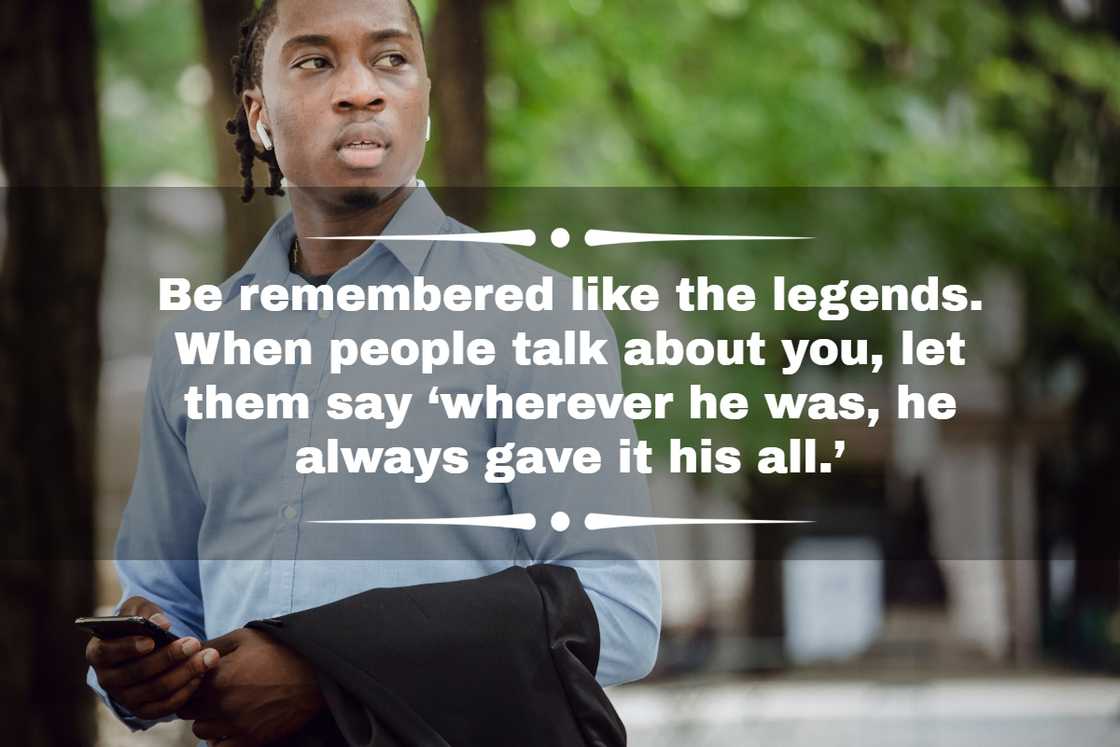 Be remembered like the legends.
When people talk about you, let
them say ‘wherever he was, he
always gave it his all.’